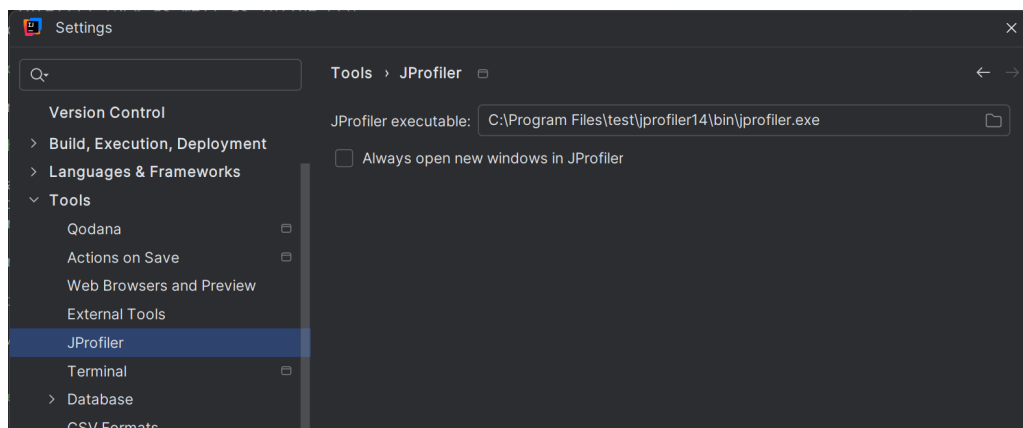 Settings
Tools › JProfiler
Version Control
JProfiler executable: C:\Program Files\test\jprofiler14\bin\jprofiler.exe
Build, Execution, Deployment
Always open new windows in JProfiler
Languages & Frameworks
Tools
Qodana
Actions on Save
Web Browsers and Preview
External Tools
JProfiler
Terminal
Database
CSV Formats